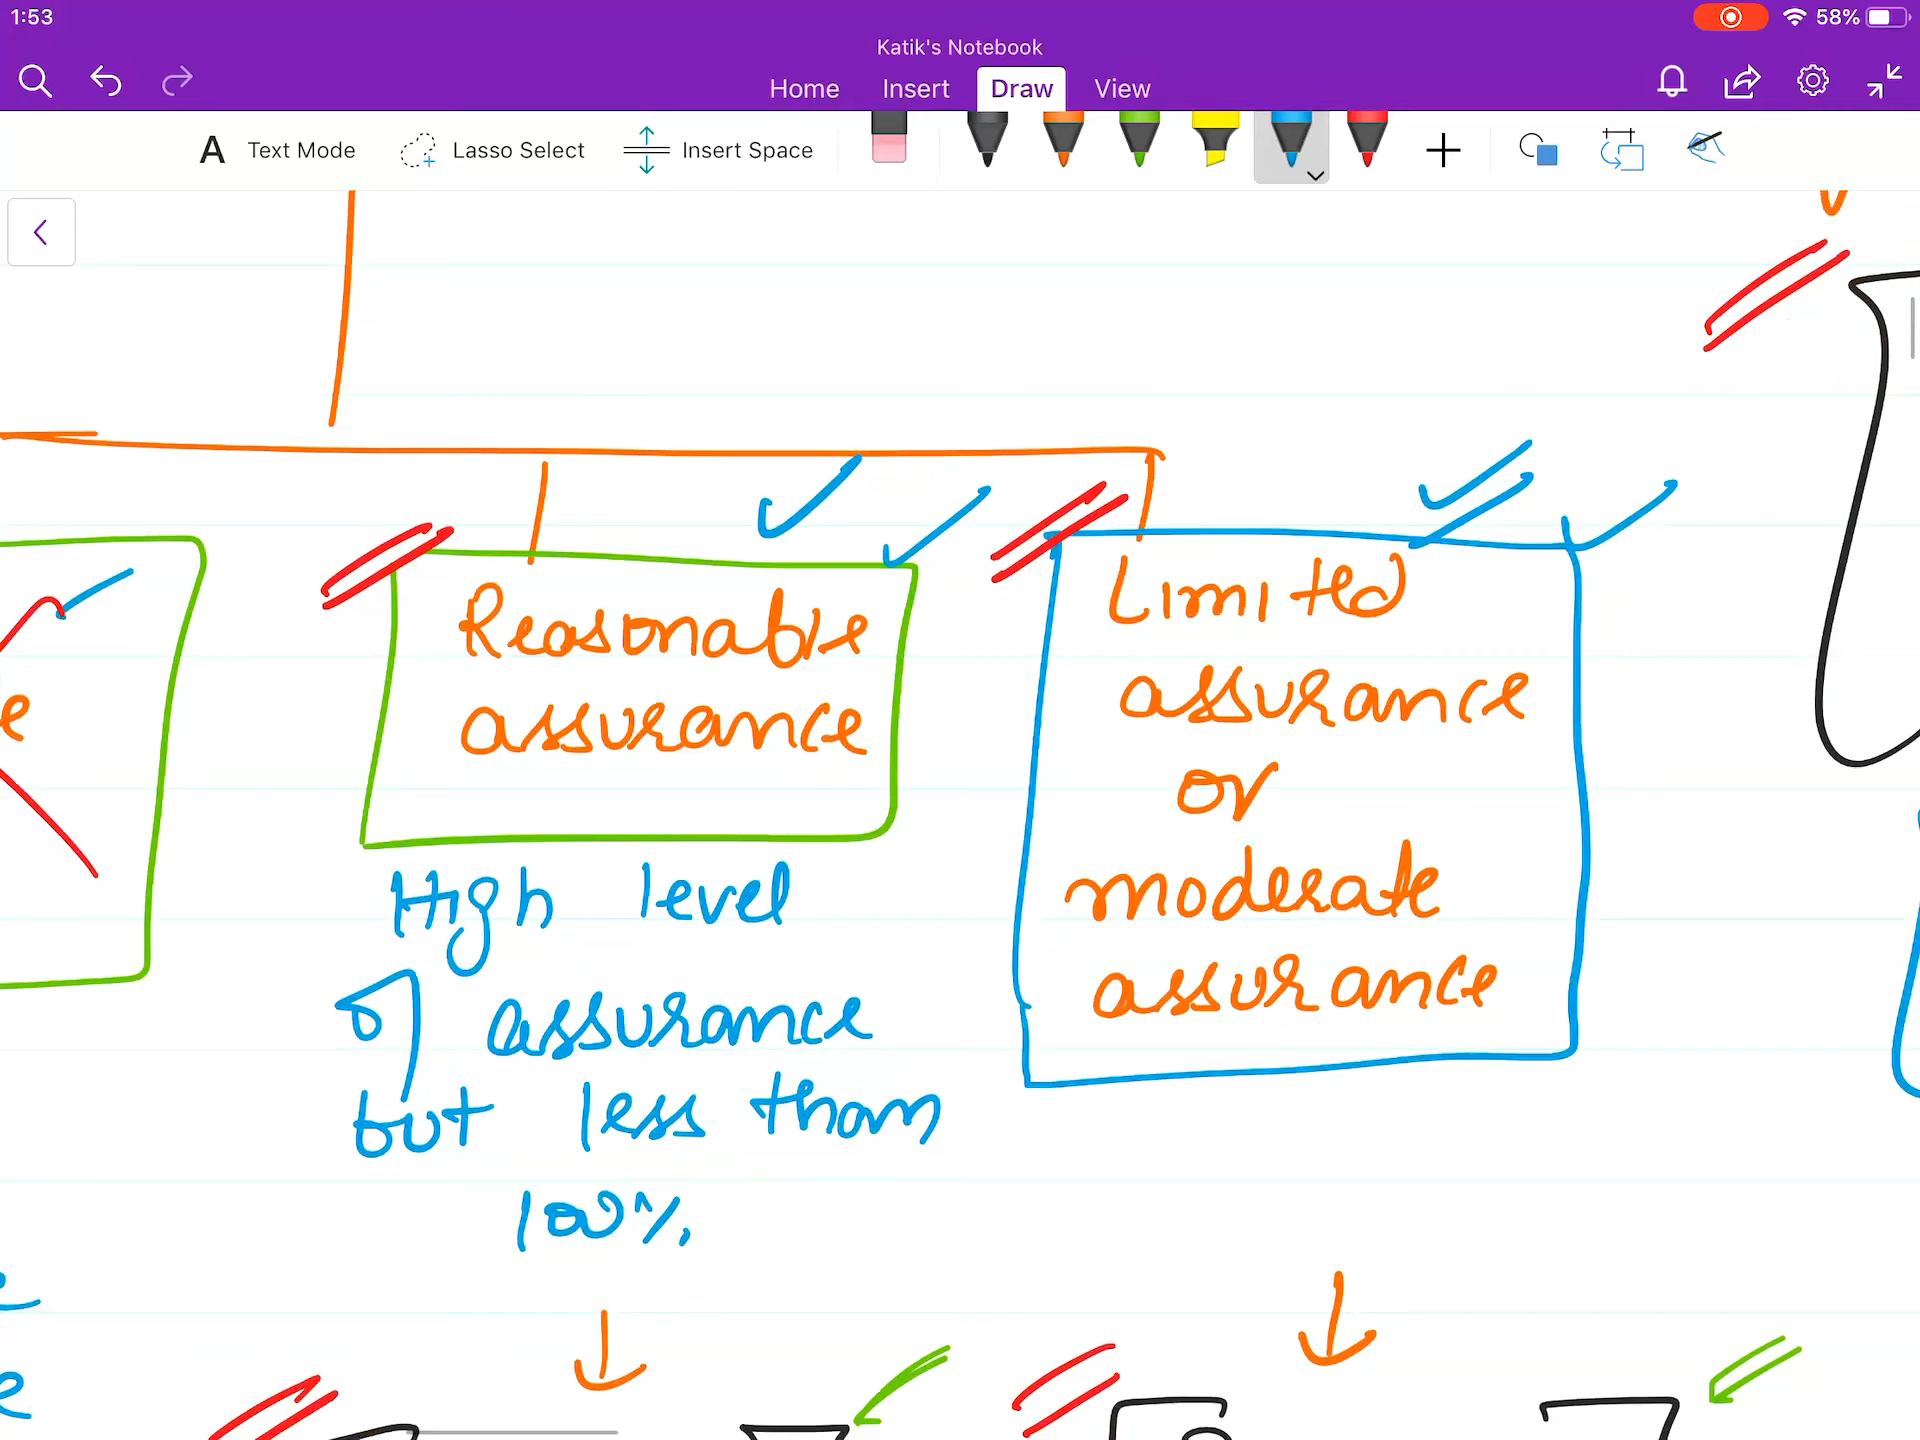 1:53
58%
Katik's Notebook
Home Insert Draw View
A Text Mode Lasso Select Insert Space
Reasonable
assurance
High level
of assurance
but less than
100%
Limited
assurance
or
moderate
assurance
e
e